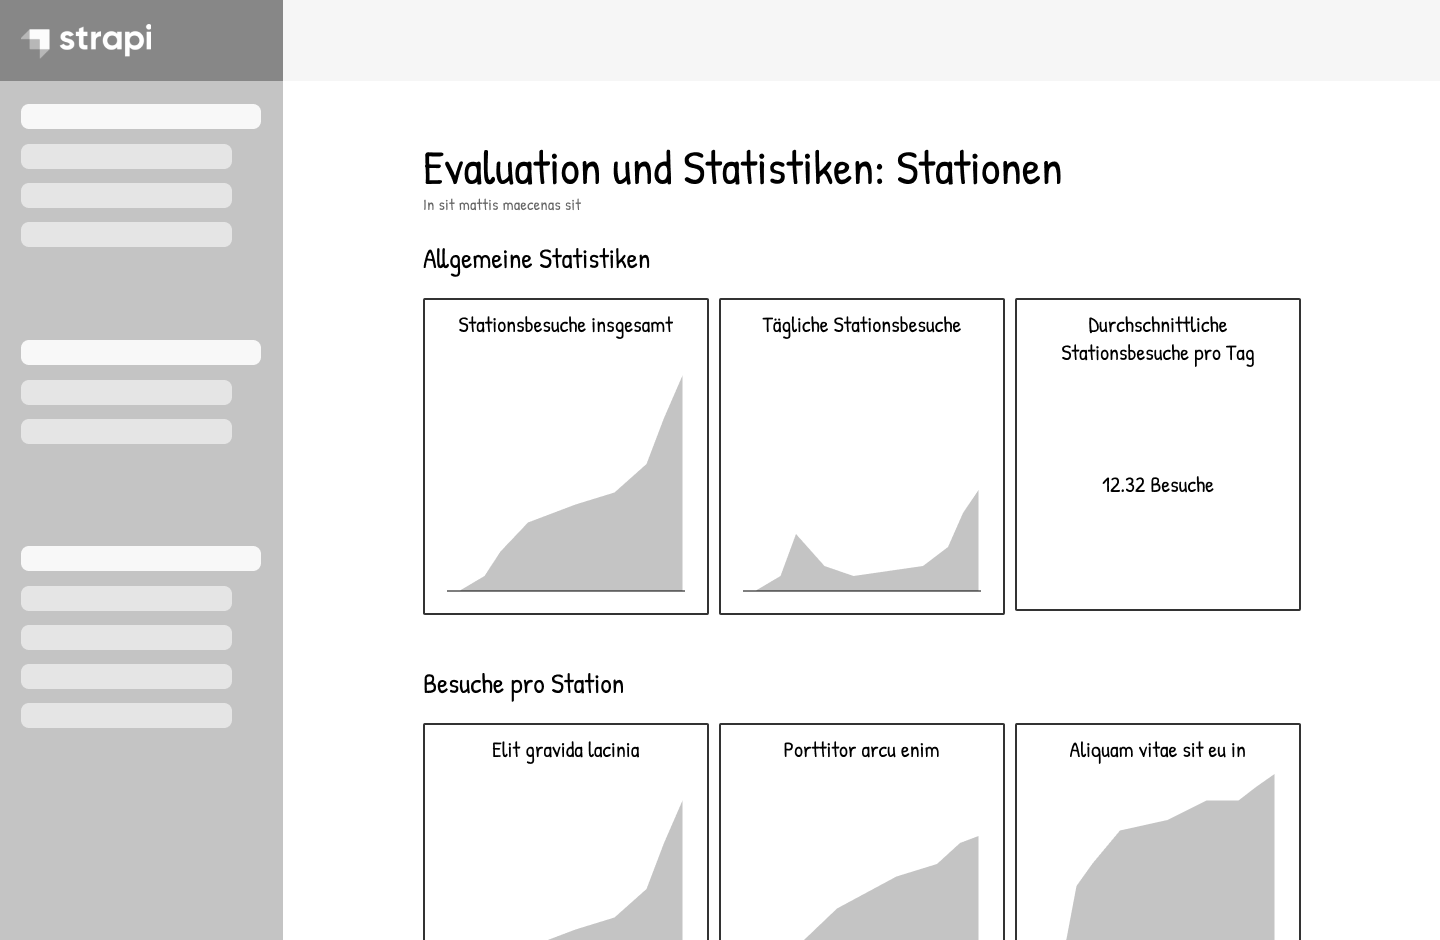 strapi
Evaluation und Statistiken: Stationen
In sit mattis maecenas sit
Allgemeine Statistiken
Stationsbesuche insgesamt
Tägliche Stationsbesuche
Durchschnittliche
Stationsbesuche pro Tag
12.32 Besuche
Besuche pro Station
Elit gravida lacinia
Porttitor arcu enim
Aliquam vitae sit eu in